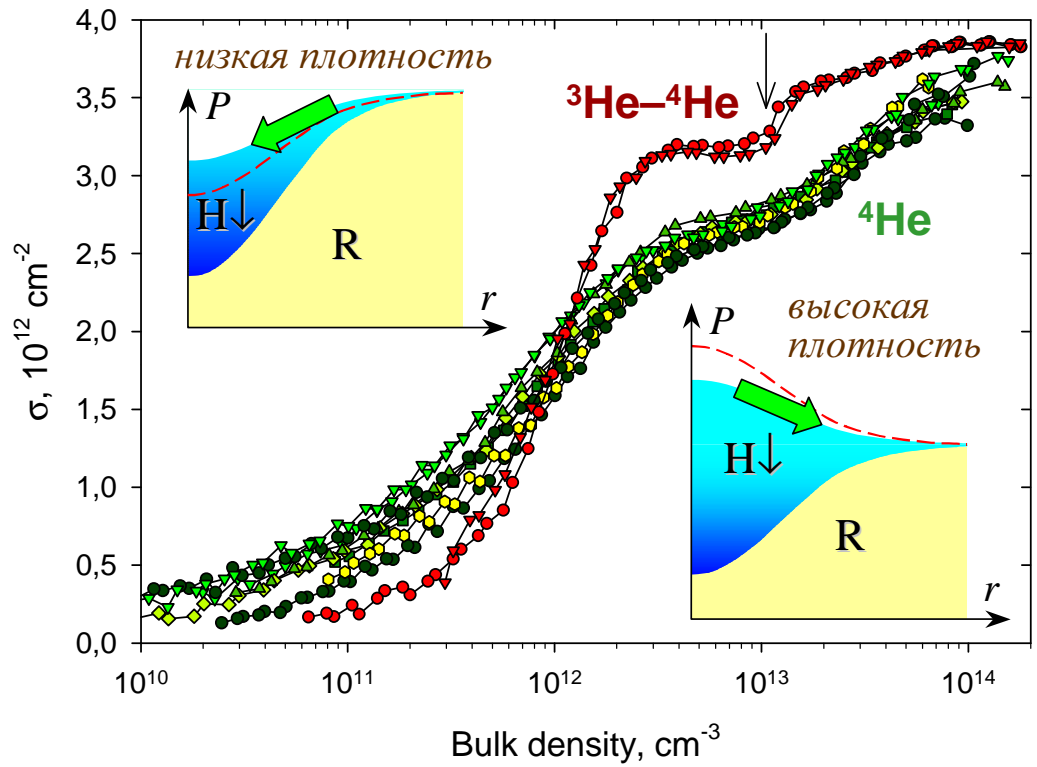 4,0
3,5
3,0
2,5
2,0
1,5
1,0
0,5
0,0
σ, 10¹² cm⁻²
низкая плотность
P
H↓
R
r
³He–⁴He
⁴He
высокая
плотность
P
H↓
R
r
10¹⁰
10¹¹
10¹²
10¹³
10¹⁴
Bulk density, cm⁻³